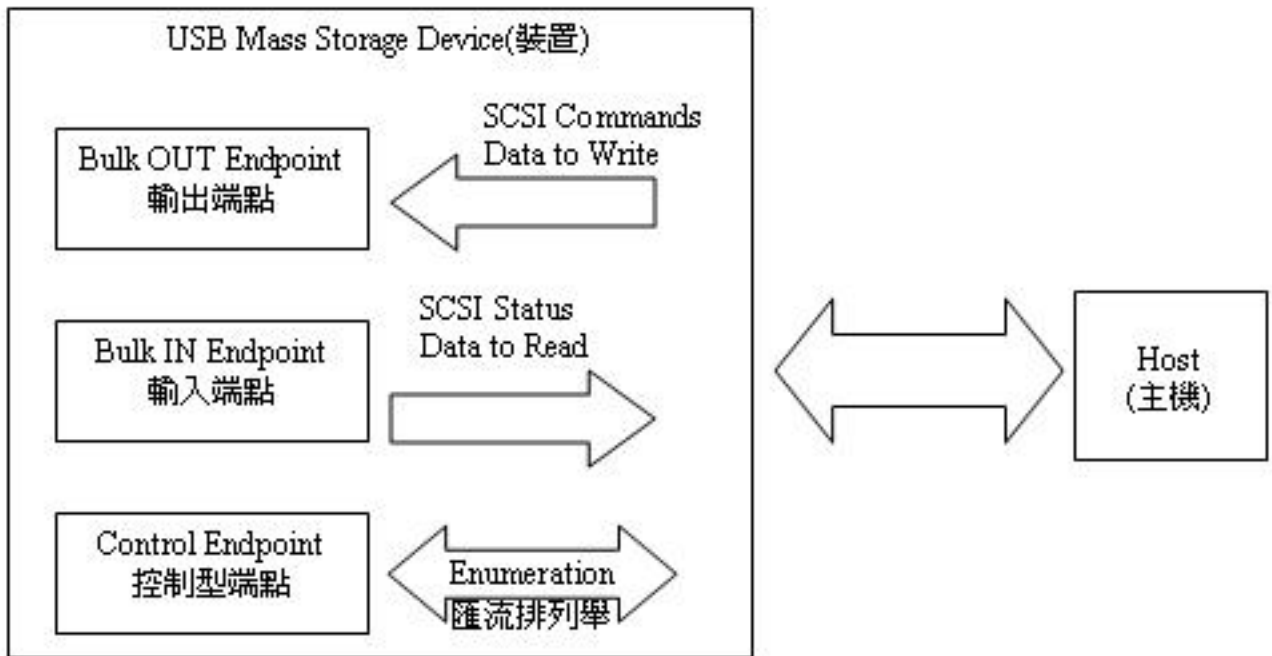 USB Mass Storage Device(裝置)
SCSI Commands
Data to Write
Bulk OUT Endpoint
輸出端點
SCSI Status
Data to Read
Bulk IN Endpoint
輸入端點
Host
(主機)
Control Endpoint
控制型端點
Enumeration
匯流排列舉